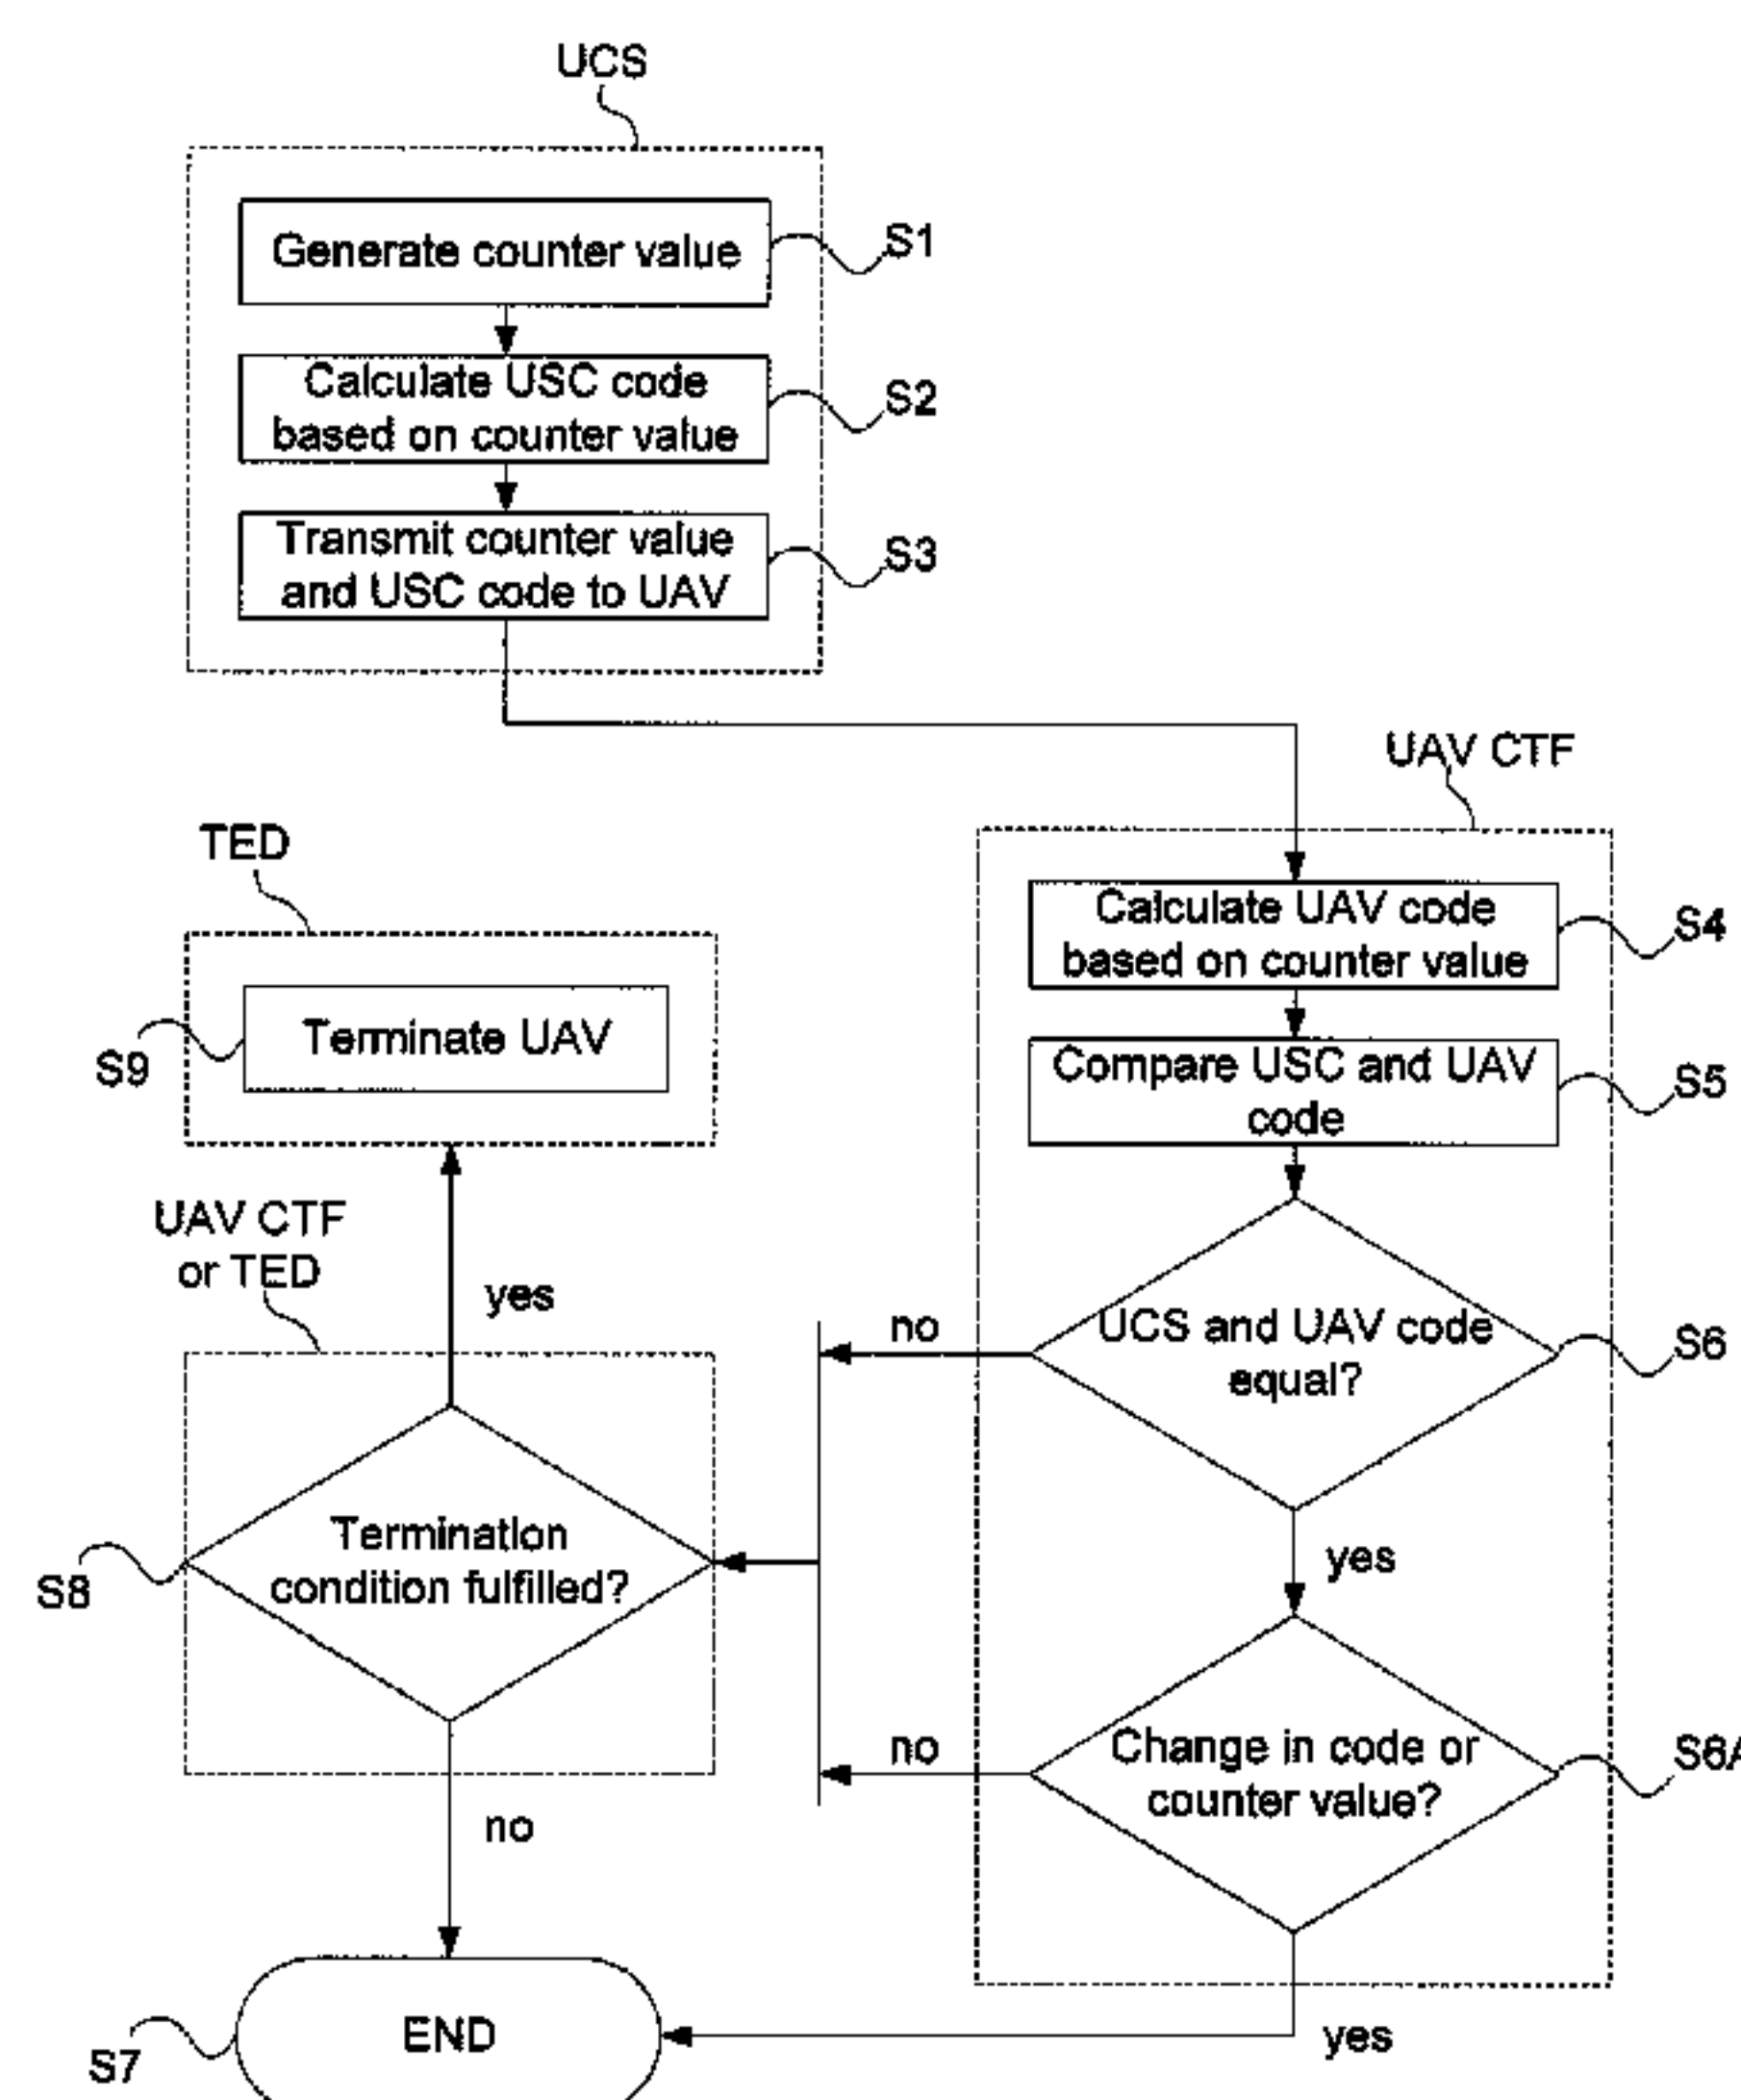 UCS
Generate counter value
S1
Calculate USC code
based on counter value
S2
Transmit counter value
and USC code to UAV
S3
UAV CTF
TED
Calculate UAV code
based on counter value
S4
Terminate UAV
S9
Compare USC and UAV
code
S5
UAV CTF
or TED
yes
no
UCS and UAV code
equal?
S6
Termination
condition fulfilled?
S8
yes
no
Change in code or
counter value?
S6A
no
END
S7
yes